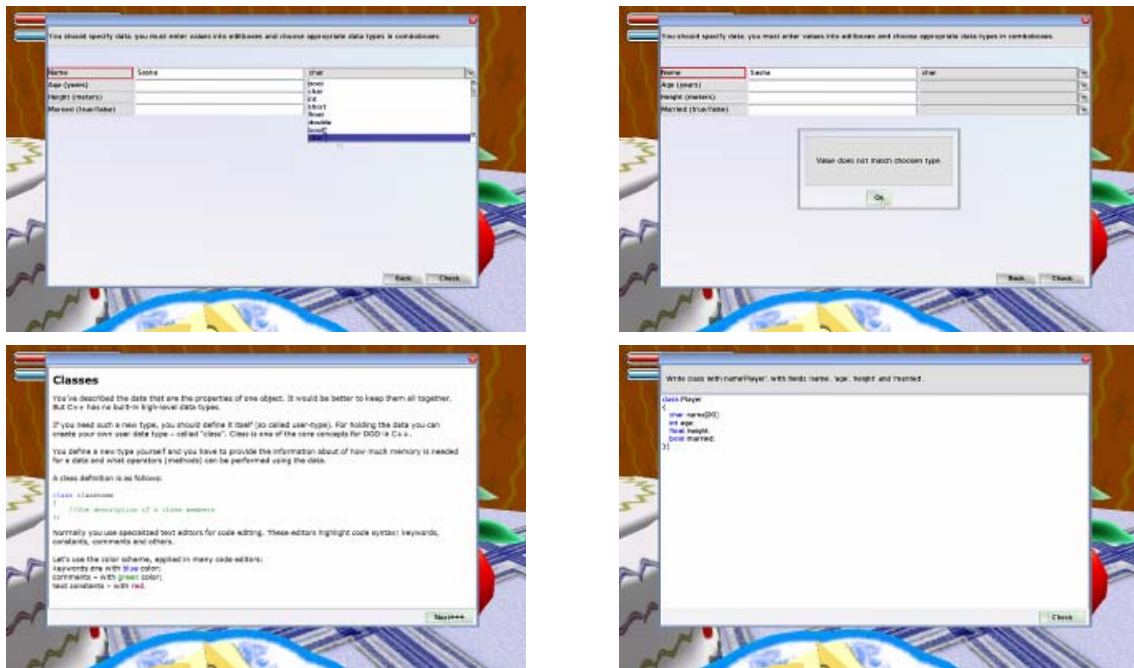 You should specify data, you must enter values into editboxes and choose appropriate data types in comboboxes.
Name Sasha char
Age (years)
Height (meters)
Married (true/false)
bool
char
int
short
float
double
bool[]
char[]
Back Check
You should specify data, you must enter values into editboxes and choose appropriate data types in comboboxes.
Name Sasha char
Age (years)
Height (meters)
Married (true/false)
Value does not match choosen type.
Ok
Back Check
Classes
You've described the data that are the properties of one object. It would be better to keep them all together.
But C++ has no built-in high-level data types.
If you need such a new type, you should define it itself (so called user-type). For holding the data you can
create your own user data type – called "class". Class is one of the core concepts for OOD in C++.
You define a new type yourself and you have to provide the information about of how much memory is needed
for a data and what operators (methods) can be performed using the data.
A class definition is as follows:
class classname
{
//the description of a class members
};
Normally you use specialized text editors for code editing. These editors highlight code syntax: keywords,
constants, comments and others.
Let's use the color scheme, applied in many code editors:
keywords are with blue color;
comments – with green color;
text constants – with red.
Next>>>
Write class with name 'Player', with fields 'name', 'age', 'height' and 'married'.
class Player
{
char name[20];
int age;
float height;
bool married;
};
Check